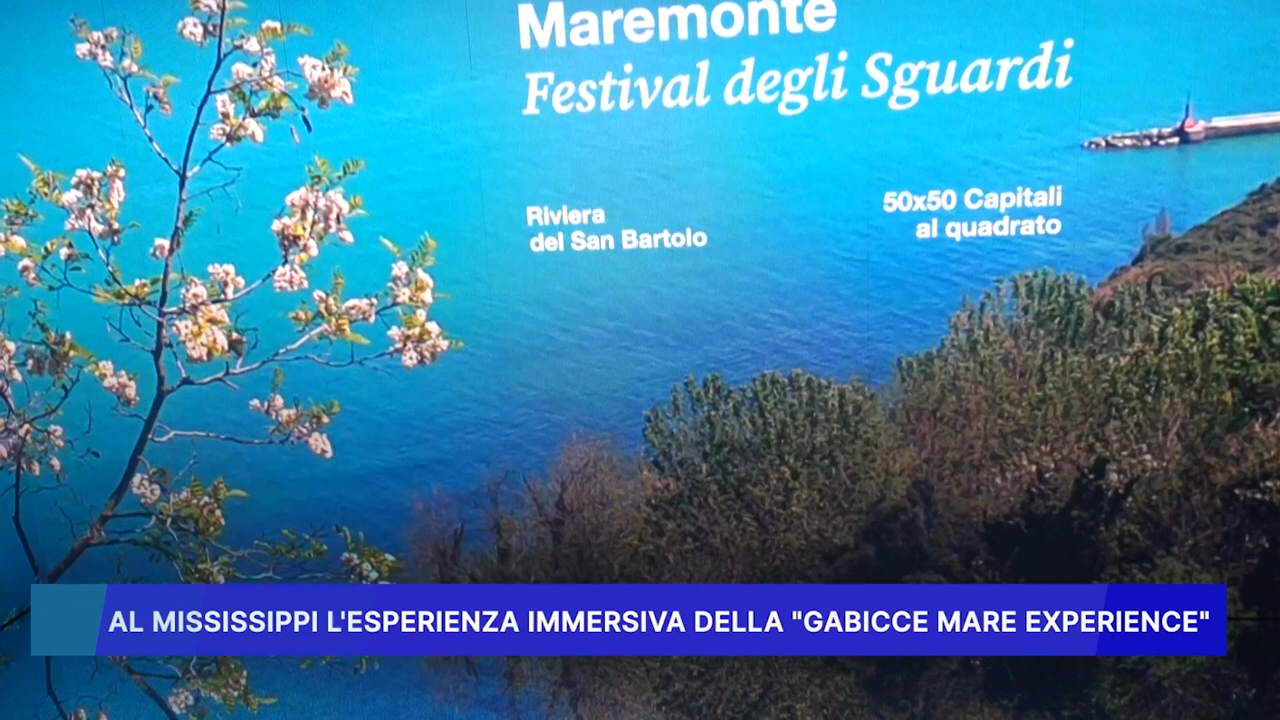 Maremonte
Festival degli Sguardi
Riviera
del San Bartolo
50x50 Capitali
al quadrato
AL MISSISSIPPI L'ESPERIENZA IMMERSIVA DELLA "GABICCE MARE EXPERIENCE"